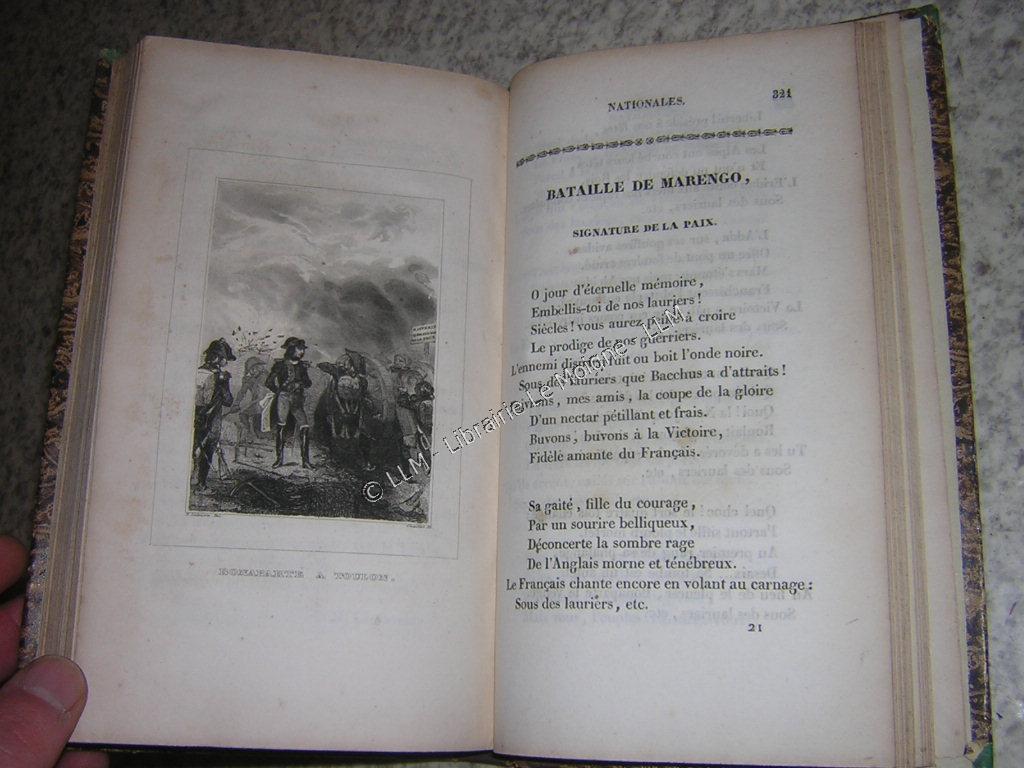 BONAPARTE A TOULON.
NATIONALES.
321
BATAILLE DE MARENGO,
SIGNATURE DE LA PAIX.
O jour d'éternelle mémoire,
Embellis-toi de nos lauriers!
Siécles! vous aurez peine à croire
Le prodige de nos guerriers.
L'ennemi disparu fuit ou boit l'onde noire.
Sous des lauriers que Bacchus a d'attraits!
mes amis, la coupe de la gloire
D'un nectar pétillant et frais.
Buvons, buvons à la Victoire,
Fidèle amante du Français.
Sa gaité, fille du courage,
Par un sourire belliqueux,
Déconcerte la sombre rage
De l'Anglais morne et ténébreux.
Le Français chante encore en volant au carnage:
Sous des lauriers, etc.
21
© LLM - Librairie Le Moigne - LLM